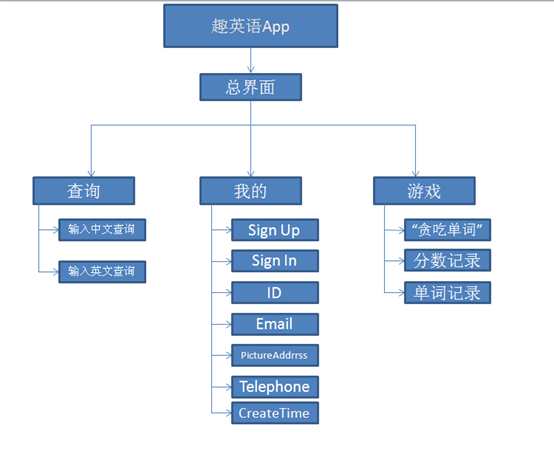 趣英语App
总界面
查询
我的
游戏
输入中文查询
输入英文查询
Sign Up
Sign In
ID
Email
PictureAddrrss
Telephone
CreateTime
“贪吃单词”
分数记录
单词记录